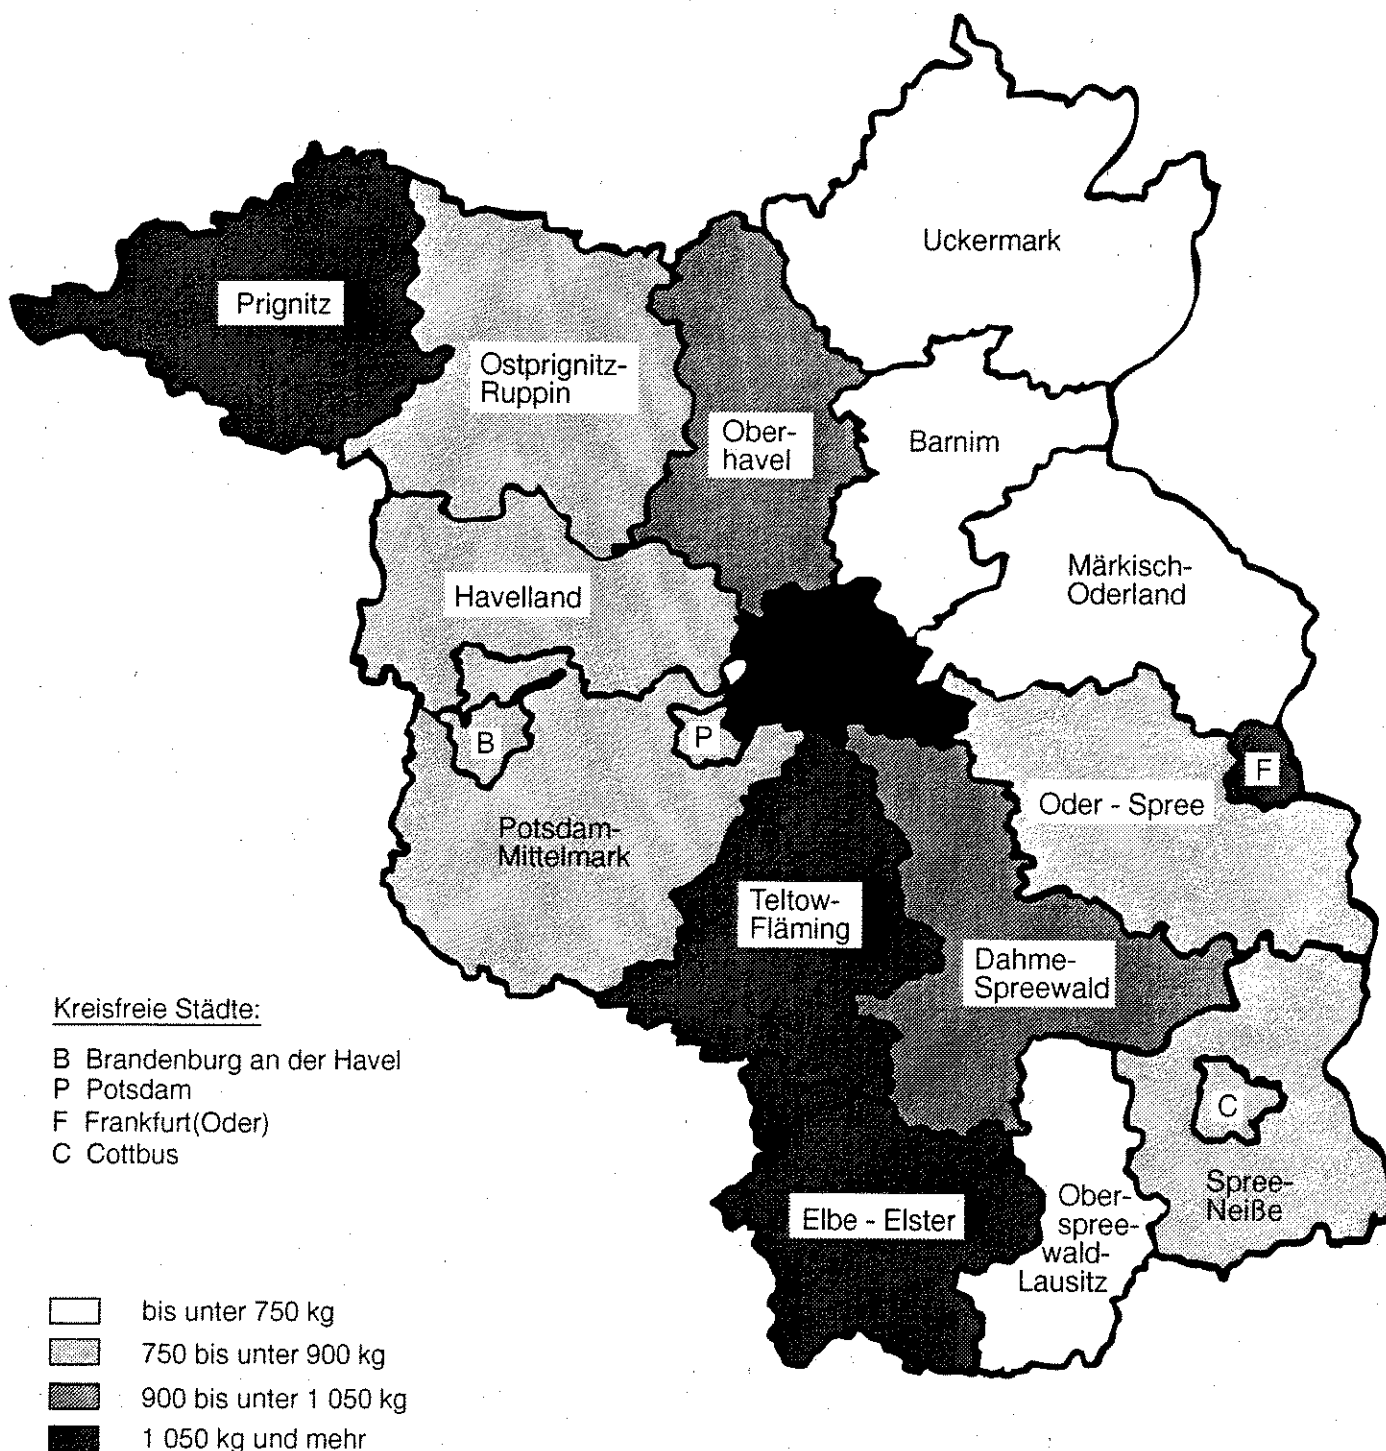 Uckermark
Prignitz
Ostprignitz-
Ruppin
Ober-
havel
Barnim
Märkisch-
Oderland
Havelland
B
P
F
Oder - Spree
Potsdam-
Mittelmark
Teltow-
Fläming
Dahme-
Spreewald
Kreisfreie Städte:
B Brandenburg an der Havel
P Potsdam
F Frankfurt(Oder)
C Cottbus
C
Spree-
Neiße
Elbe - Elster
Ober-
spree-
wald-
Lausitz
bis unter 750 kg
750 bis unter 900 kg
900 bis unter 1 050 kg
1 050 kg und mehr